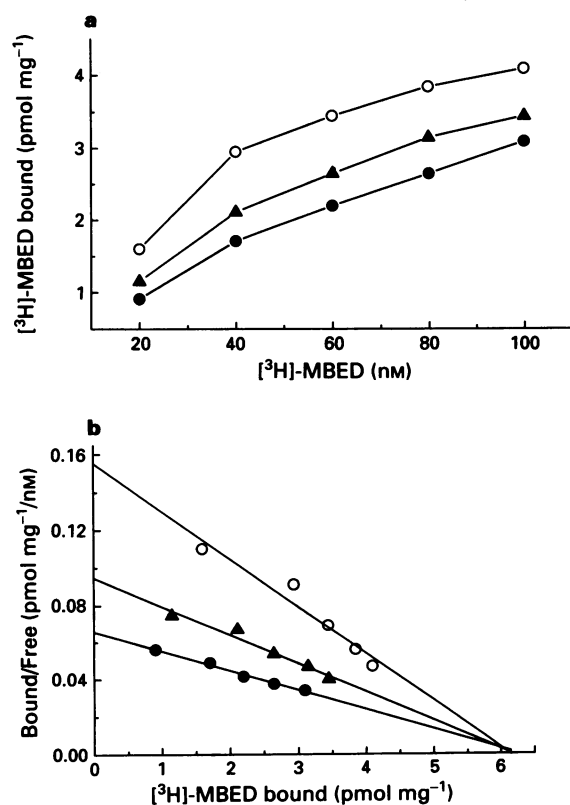 a
[³H]-MBED bound (pmol mg⁻¹)
4
3
2
1
20 40 60 80 100
[³H]-MBED (nM)
b
Bound/Free (pmol mg⁻¹/nM)
0.16
0.12
0.08
0.04
0.00
0 1 2 3 4 5 6
[³H]-MBED bound (pmol mg⁻¹)